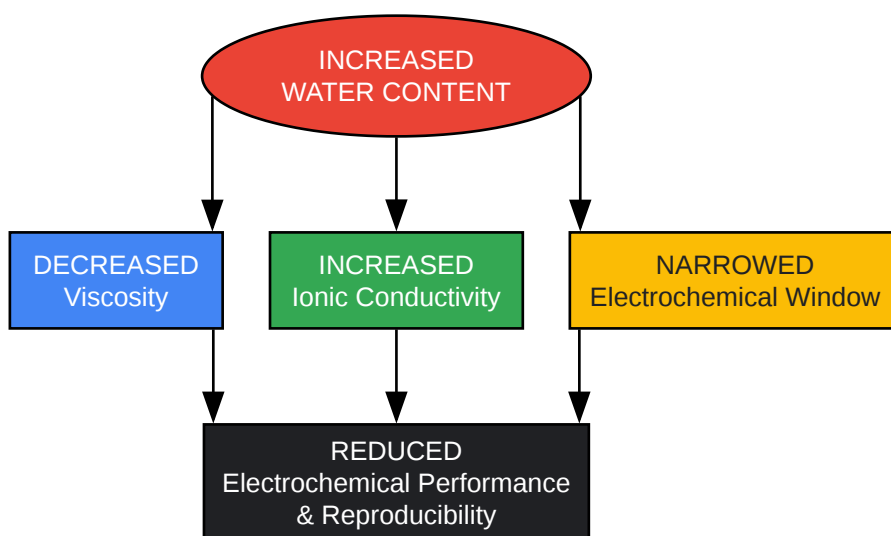 INCREASED
WATER CONTENT
DECREASED
Viscosity
INCREASED
Ionic Conductivity
NARROWED
Electrochemical Window
REDUCED
Electrochemical Performance
& Reproducibility